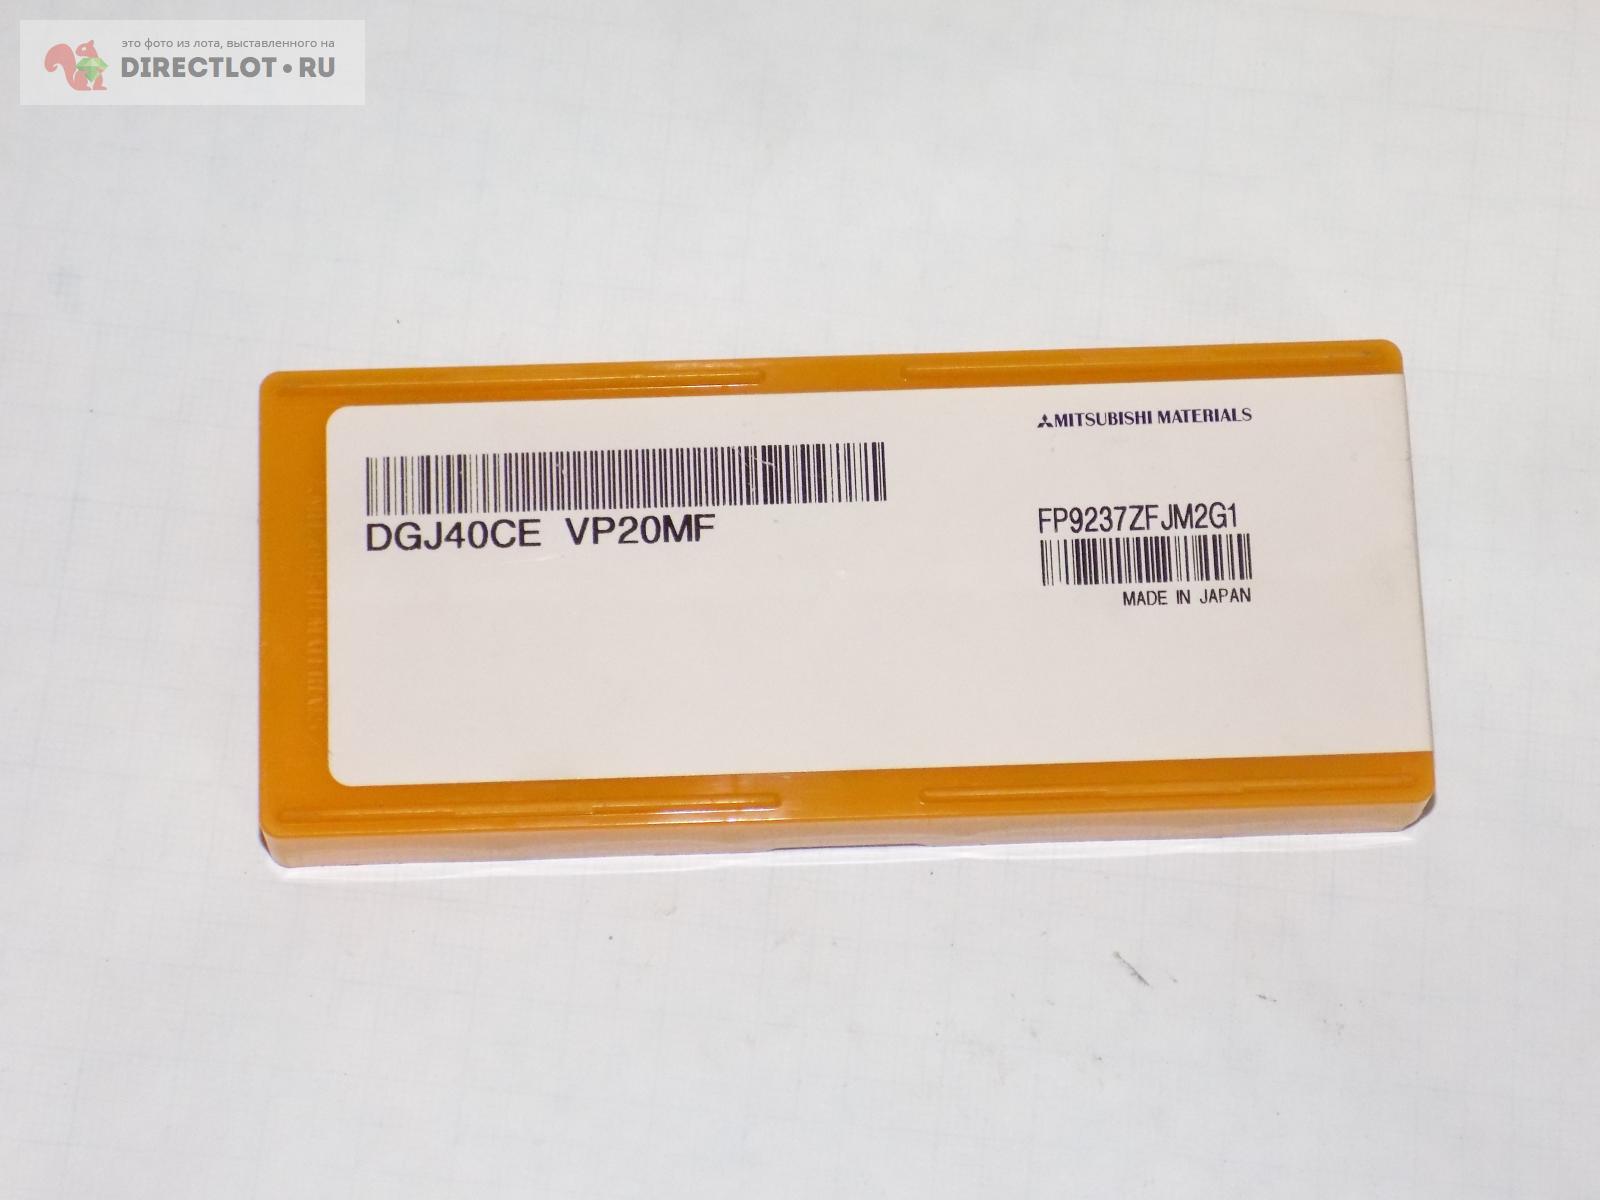 это фото из лота, выставленного на
DIRECTLOT•RU
MITSUBISHI MATERIALS
DGJ40CE VP20MF
FP9237ZFJM2G1
MADE IN JAPAN